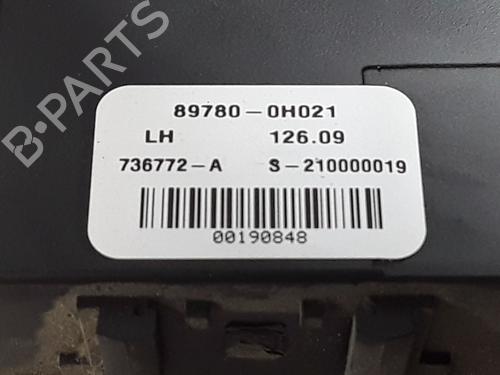 B-PARTS
89780-0H021
LH 126.09
736772-A S-210000019
00190848